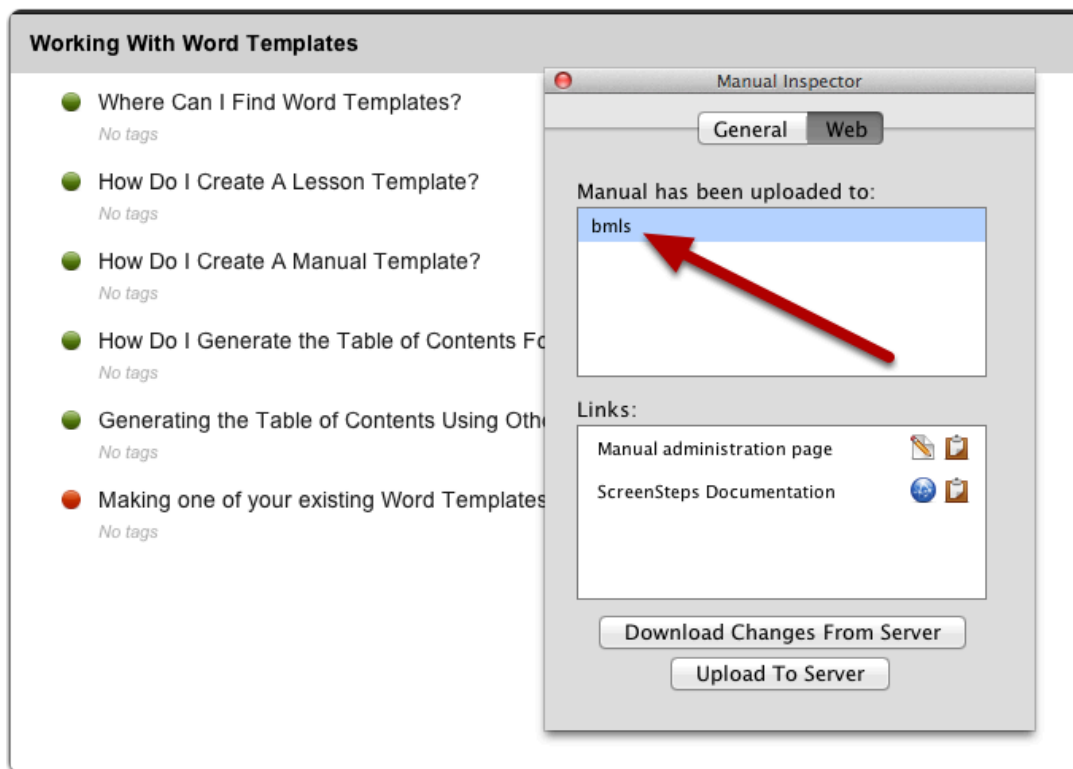 Working With Word Templates
Where Can I Find Word Templates?
No tags
How Do I Create A Lesson Template?
No tags
How Do I Create A Manual Template?
No tags
How Do I Generate the Table of Contents Fo
No tags
Generating the Table of Contents Using Othe
No tags
Making one of your existing Word Templates
No tags
Manual Inspector
General Web
Manual has been uploaded to:
bmls
Links:
Manual administration page
ScreenSteps Documentation
Download Changes From Server
Upload To Server